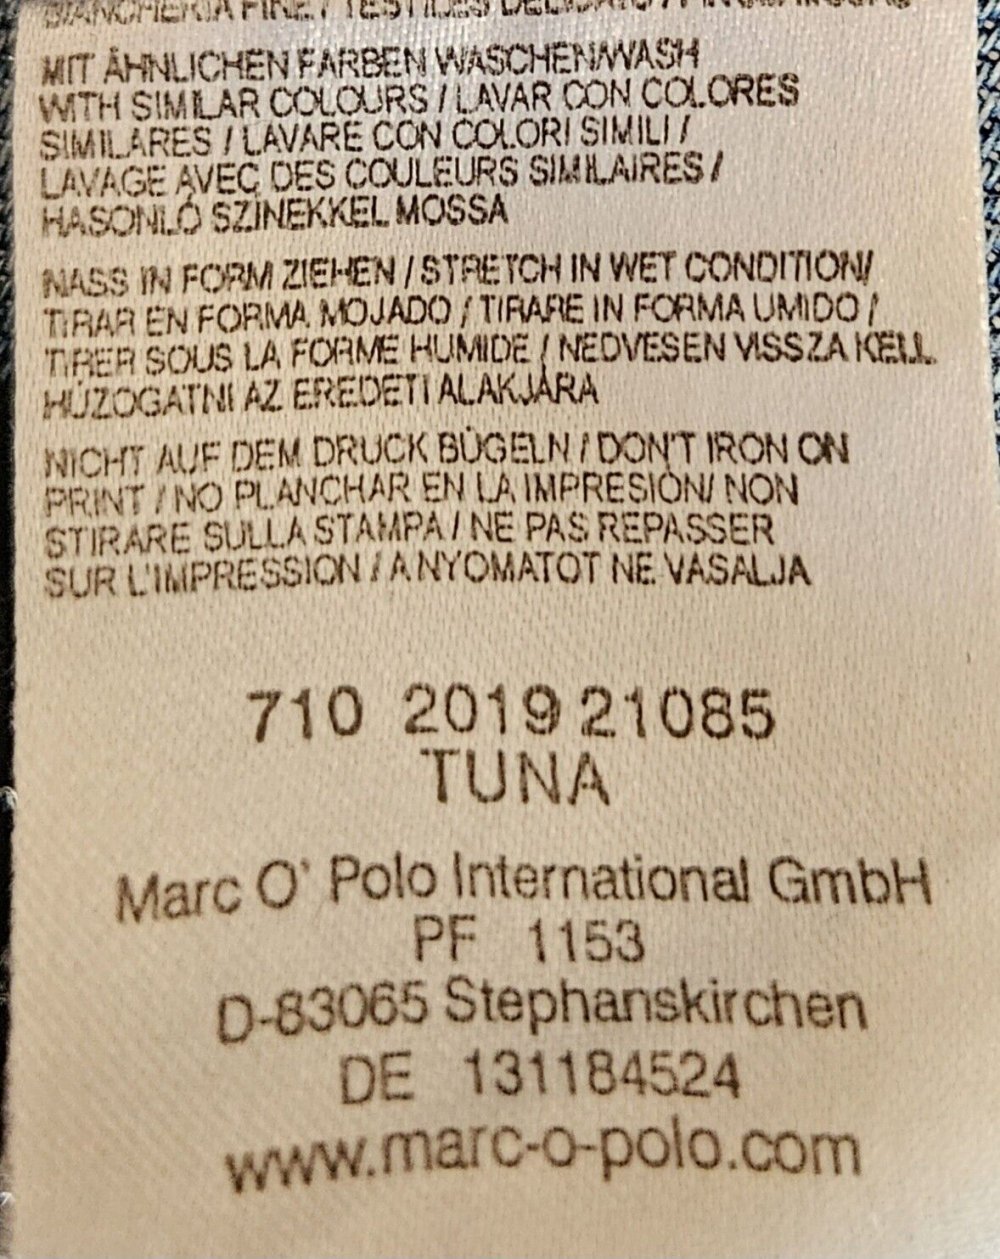 BIANCHERIA FINE / TESTIDES DELICATO /
MIT ÄHNLICHEN FARBEN WASCHEN/WASH
WITH SIMILAR COLOURS / LAVAR CON COLORES
SIMILARES / LAVARE CON COLORI SIMILI /
LAVAGE AVEC DES COULEURS SIMILAIRES /
HASONLÓ SZÍNEKKEL MOSSA
NASS IN FORM ZIEHEN / STRETCH IN WET CONDITION/
TIRAR EN FORMA MOJADO / TIRARE IN FORMA UMIDO /
TIRER SOUS LA FORME HUMIDE / NEDVESEN VISSZA KELL
HÚZOGATNI AZ EREDETI ALAKJÁRA
NICHT AUF DEM DRUCK BÜGELN / DON'T IRON ON
PRINT / NO PLANCHAR EN LA IMPRESIÓN/ NON
STIRARE SULLA STAMPA / NE PAS REPASSER
SUR L'IMPRESSION / A NYOMATOT NE VASALJA
710 2019 21085
TUNA
Marc O' Polo International GmbH
PF 1153
D-83065 Stephanskirchen
DE 131184524
www.marc-o-polo.com